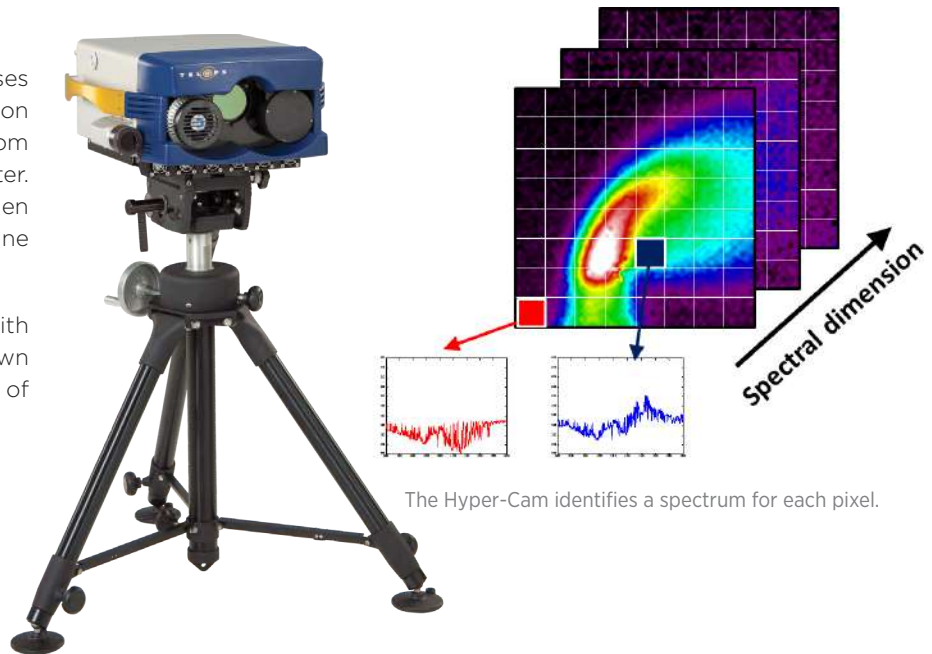 ses
on
om
ter.
en
ne
ith
wn
of
TELOPS
Spectral dimension
The Hyper-Cam identifies a spectrum for each pixel.